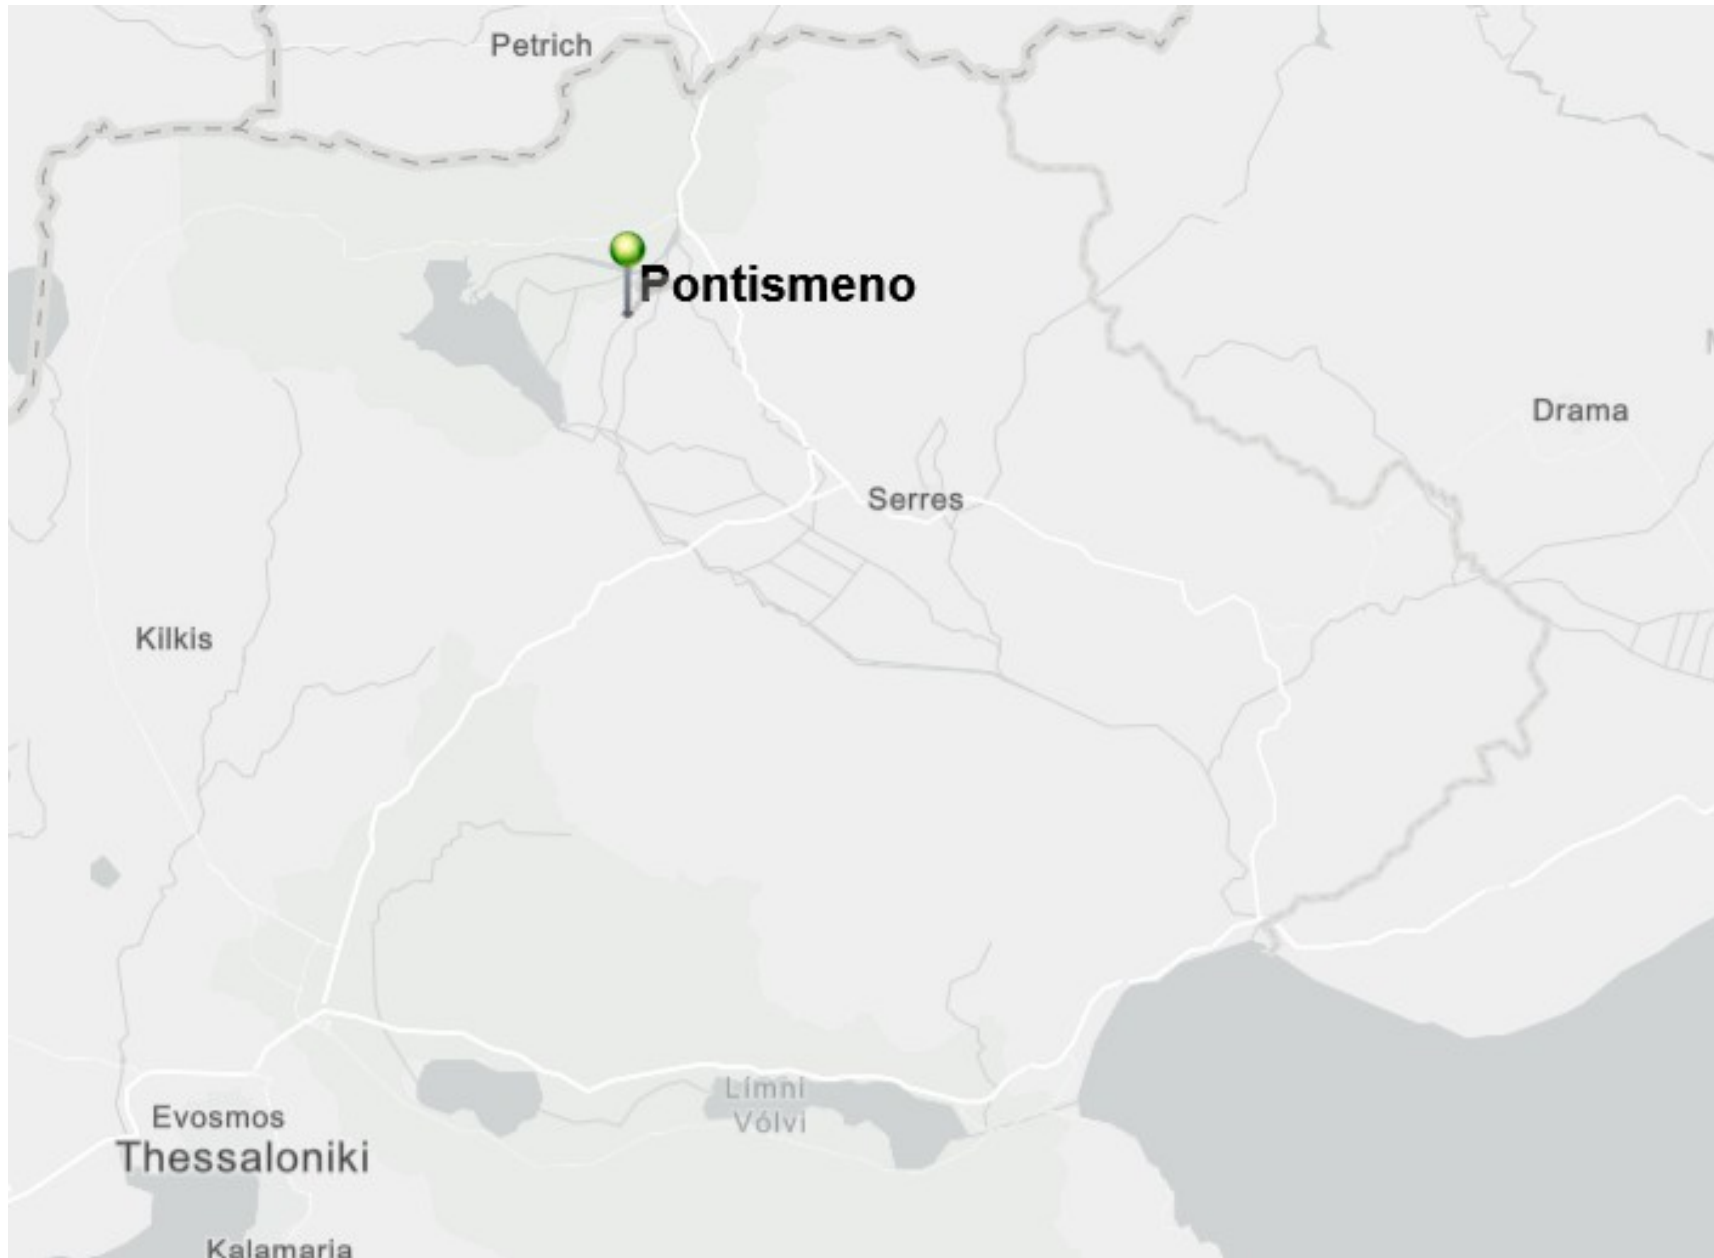 Petrich
Pontismeno
Drama
Serres
Kilkis
Límni
Vólvi
Evosmos
Thessaloniki
Kalamaria